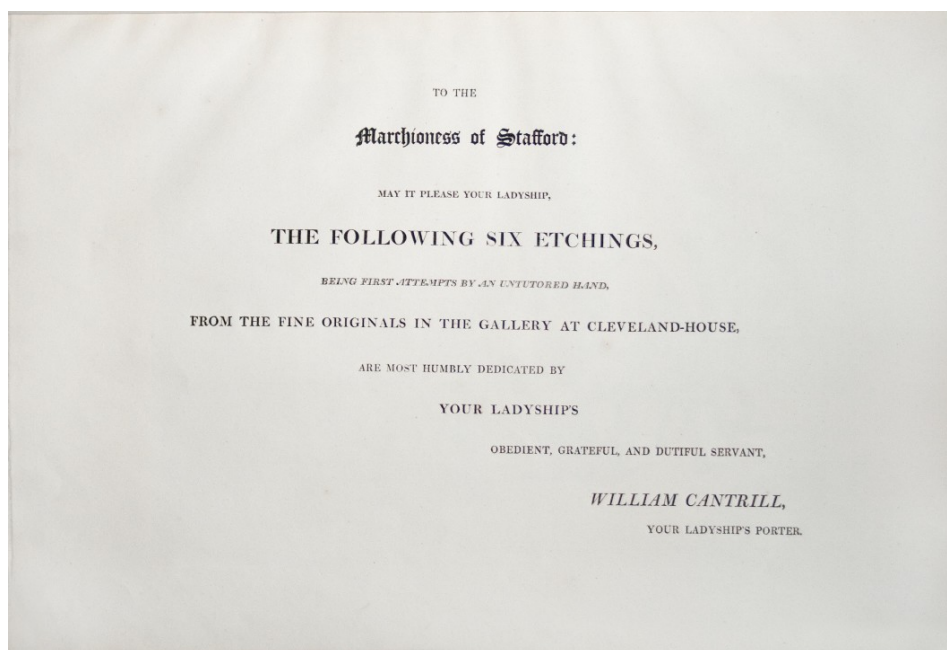 TO THE
Marchioness of Stafford:
MAY IT PLEASE YOUR LADYSHIP,
THE FOLLOWING SIX ETCHINGS,
BEING FIRST ATTEMPTS BY AN UNTUTORED HAND,
FROM THE FINE ORIGINALS IN THE GALLERY AT CLEVELAND-HOUSE,
ARE MOST HUMBLY DEDICATED BY
YOUR LADYSHIP'S
OBEDIENT, GRATEFUL, AND DUTIFUL SERVANT,
WILLIAM CANTRILL,
YOUR LADYSHIP'S PORTER.